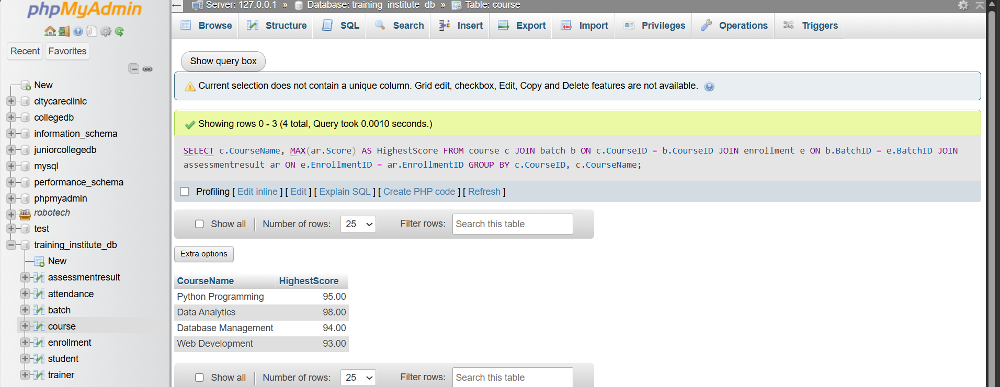 phpMyAdmin
Recent Favorites
New
citycareclinic
collegedb
information_schema
juniorcollegedb
mysql
performance_schema
phpmyadmin
robotech
test
training_institute_db
New
assessmentresult
attendance
batch
course
enrollment
student
trainer
Server: 127.0.0.1 » Database: training_institute_db » Table: course
Browse Structure SQL Search Insert Export Import Privileges Operations Triggers
Show query box
Current selection does not contain a unique column. Grid edit, checkbox, Edit, Copy and Delete features are not available.
Showing rows 0 - 3 (4 total, Query took 0.0010 seconds.)
SELECT c.CourseName, MAX(ar.Score) AS HighestScore FROM course c JOIN batch b ON c.CourseID = b.CourseID JOIN enrollment e ON b.BatchID = e.BatchID JOIN
assessmentresult ar ON e.EnrollmentID = ar.EnrollmentID GROUP BY c.CourseID, c.CourseName;
Profiling [ Edit inline ] [ Edit ] [ Explain SQL ] [ Create PHP code ] [ Refresh ]
Show all Number of rows: 25 Filter rows: Search this table
Extra options
CourseName HighestScore
Python Programming 95.00
Data Analytics 98.00
Database Management 94.00
Web Development 93.00
Show all Number of rows: 25 Filter rows: Search this table